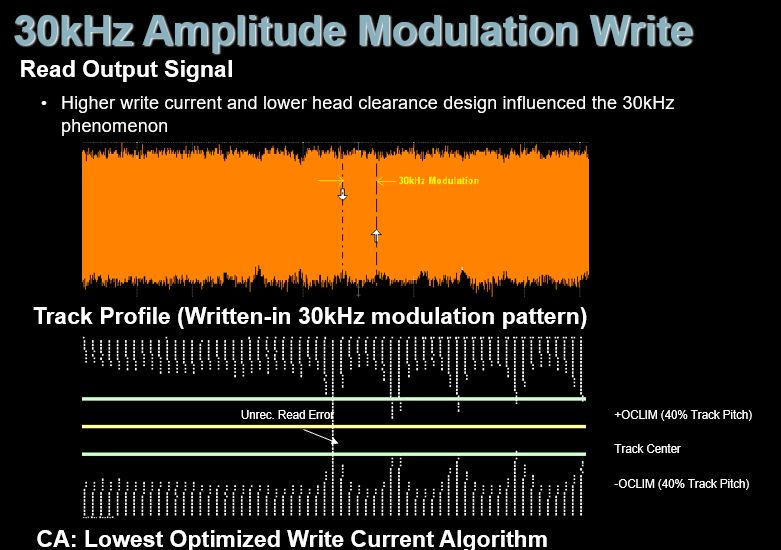 30kHz Amplitude Modulation Write
Read Output Signal
• Higher write current and lower head clearance design influenced the 30kHz
phenomenon
30kHz Modulation
Track Profile (Written-in 30kHz modulation pattern)
Unrec. Read Error
+OCLIM (40% Track Pitch)
Track Center
-OCLIM (40% Track Pitch)
CA: Lowest Optimized Write Current Algorithm